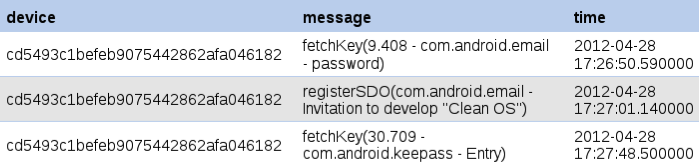 device message time
cd5493c1befeb9075442862afa046182 fetchKey(9.408 - com.android.email - password) 2012-04-28 17:26:50.590000
cd5493c1befeb9075442862afa046182 registerSDO(com.android.email - Invitation to develop "Clean OS") 2012-04-28 17:27:01.140000
cd5493c1befeb9075442862afa046182 fetchKey(30.709 - com.android.keepass - Entry) 2012-04-28 17:27:48.500000